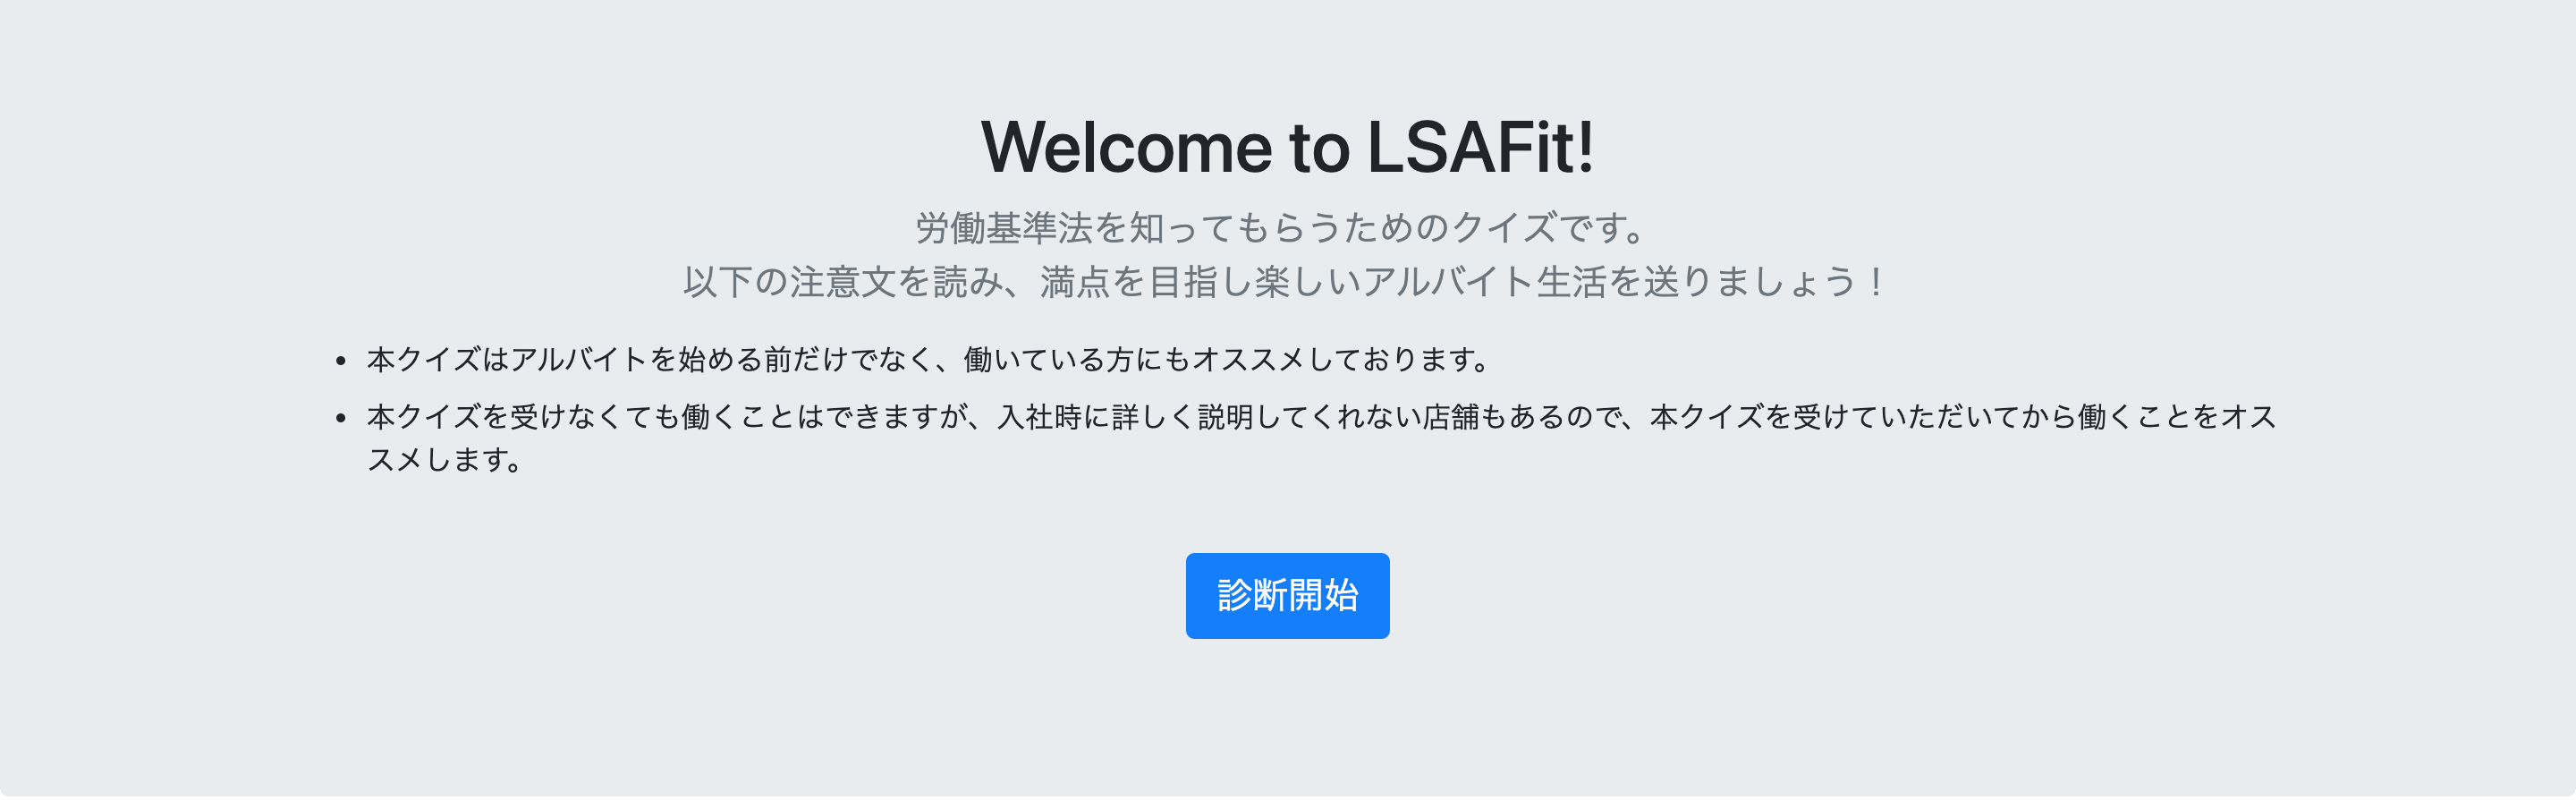 Welcome to LSAFit!
労働基準法を知ってもらうためのクイズです。
以下の注意文を読み、満点を目指し楽しいアルバイト生活を送りましょう！
• 本クイズはアルバイトを始める前だけでなく、働いている方にもオススメしております。
• 本クイズを受けなくても働くことはできますが、入社時に詳しく説明してくれない店舗もあるので、本クイズを受けていただいてから働くことをオス
スメします。
診断開始